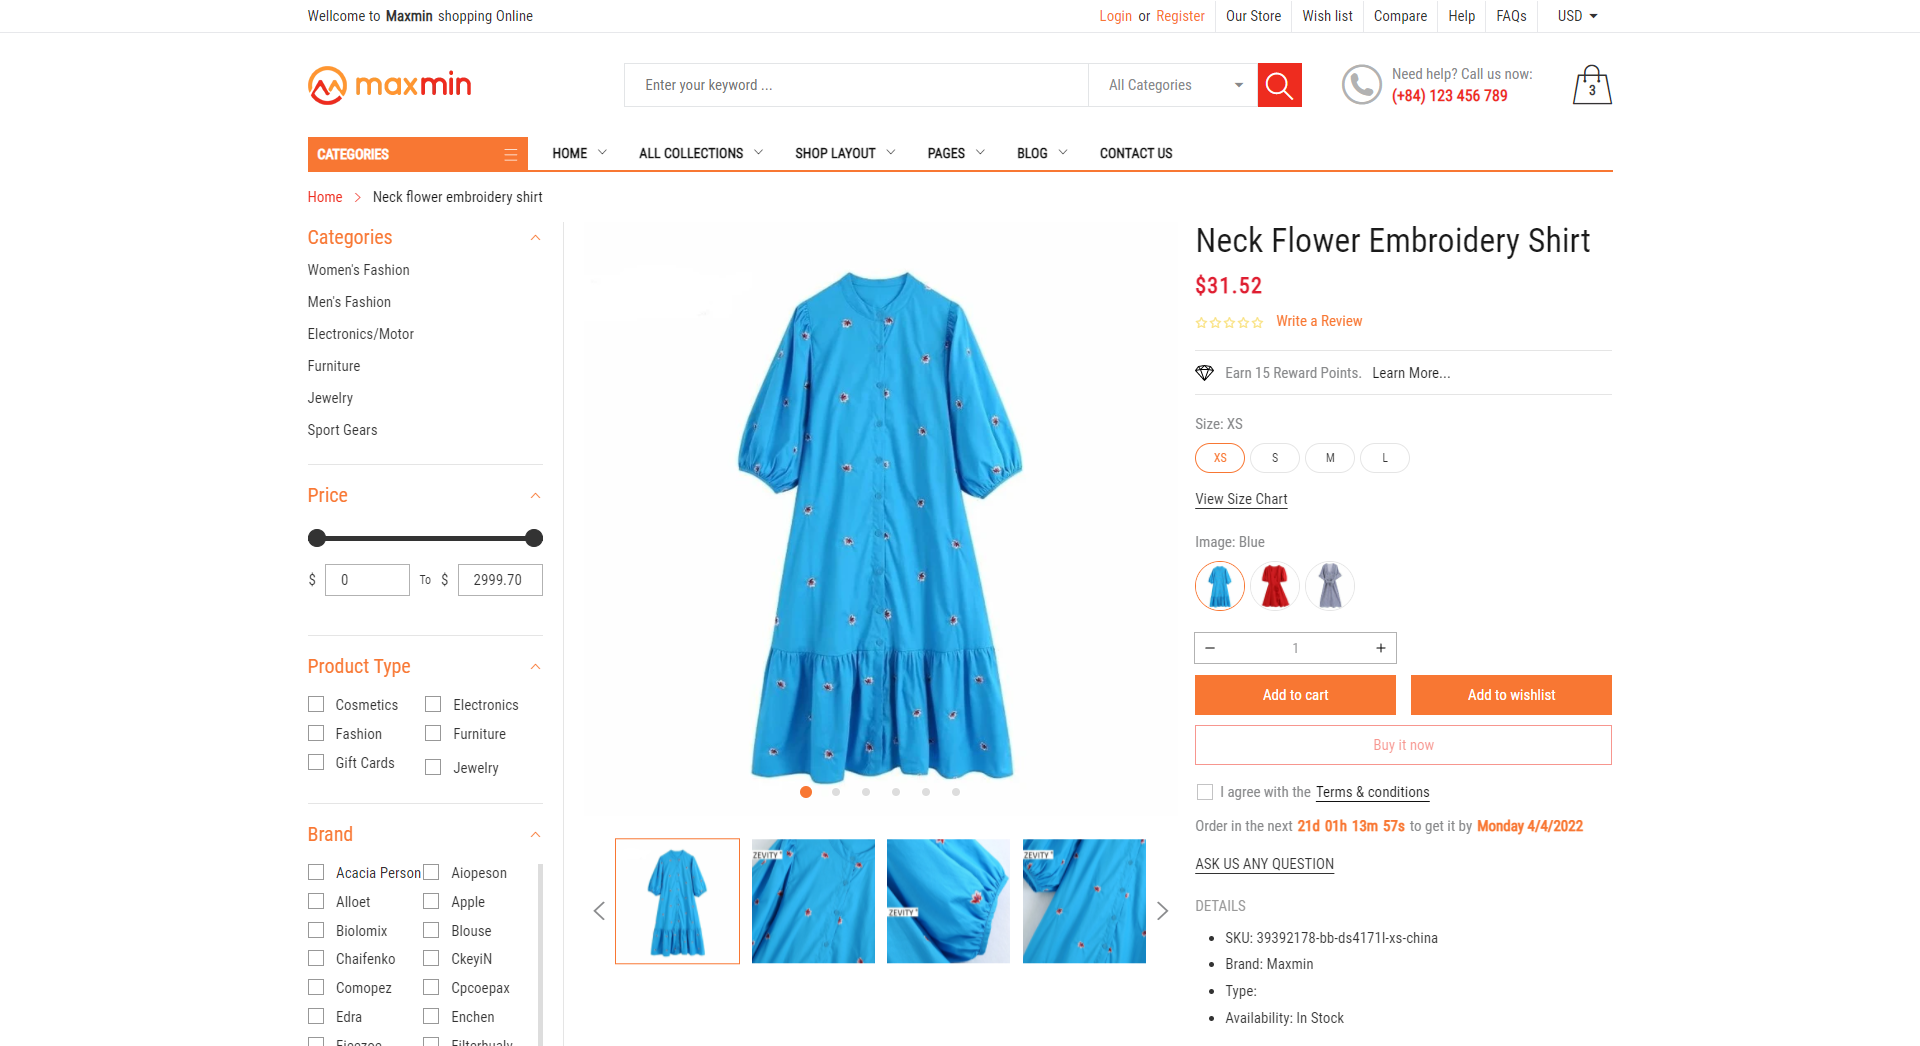 Wellcome to Maxmin shopping Online
Login or Register
Our Store
Wish list
Compare
Help
FAQs
USD
maxmin
Enter your keyword ...
All Categories
Need help? Call us now:
(+84) 123 456 789
3
CATEGORIES
HOME
ALL COLLECTIONS
SHOP LAYOUT
PAGES
BLOG
CONTACT US
Home
Neck flower embroidery shirt
Categories
Women's Fashion
Men's Fashion
Electronics/Motor
Furniture
Jewelry
Sport Gears
Price
$ 0 To $ 2999.70
Product Type
Cosmetics
Electronics
Fashion
Furniture
Gift Cards
Jewelry
Brand
Acacia Person
Aiopeson
Alloet
Apple
Biolomix
Blouse
Chaifenko
CkeyiN
Comopez
Cpcoepax
Edra
Enchen
ZEVITY
ZEVITY
ZEVITY
Neck Flower Embroidery Shirt
$31.52
Write a Review
Earn 15 Reward Points. Learn More...
Size: XS
XS
S
M
L
View Size Chart
Image: Blue
− 1 +
Add to cart
Add to wishlist
Buy it now
I agree with the Terms & conditions
Order in the next 21d 01h 13m 57s to get it by Monday 4/4/2022
ASK US ANY QUESTION
DETAILS
SKU: 39392178-bb-ds4171l-xs-china
Brand: Maxmin
Type:
Availability: In Stock